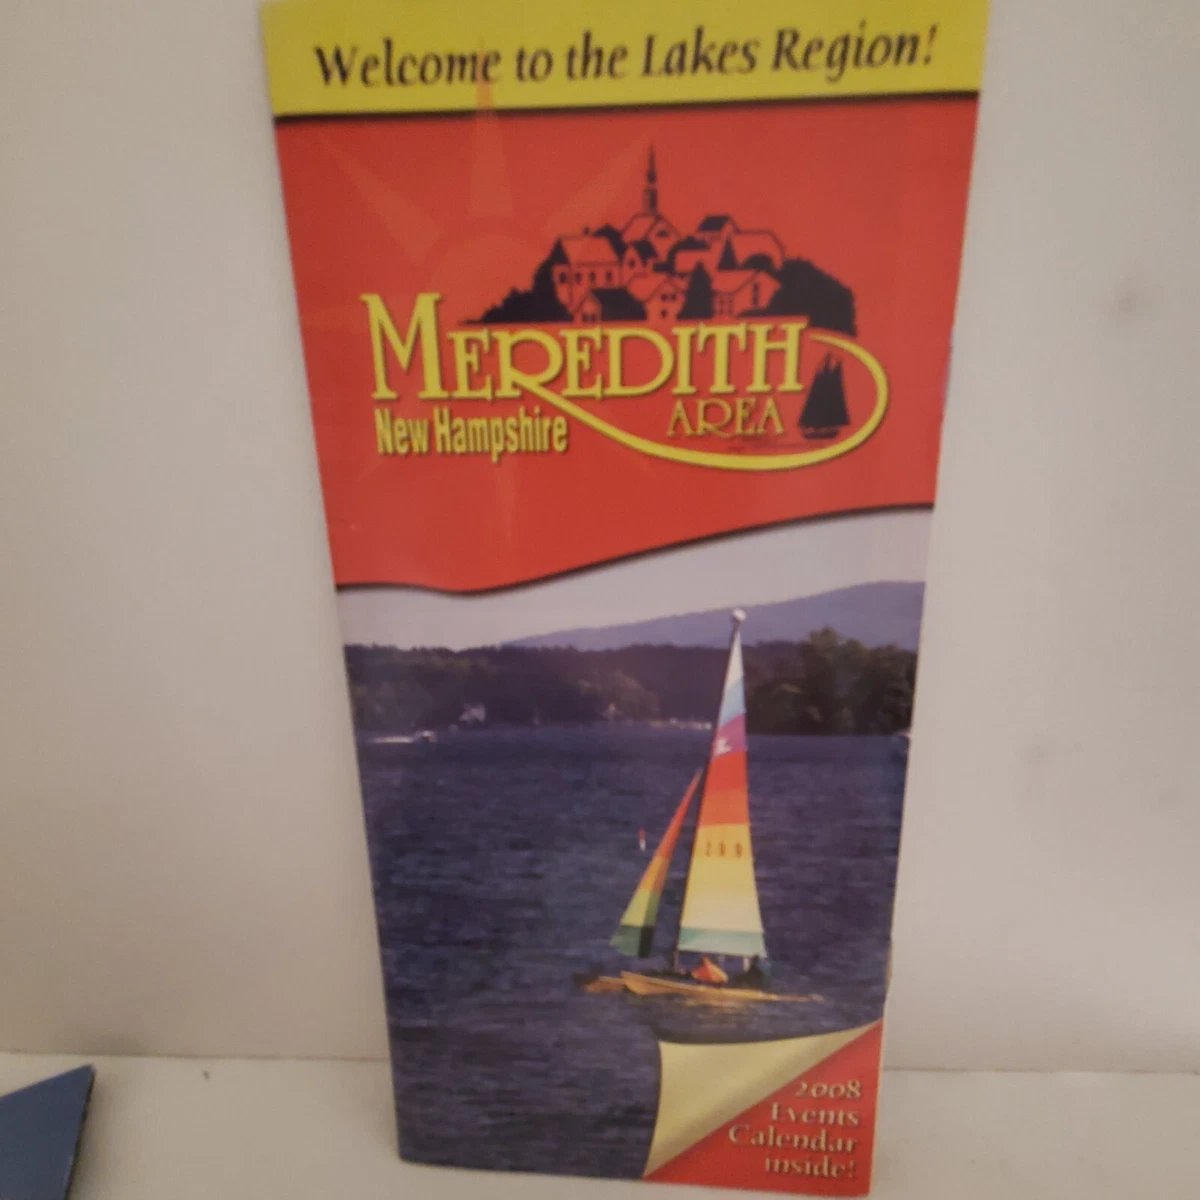 Welcome to the Lakes Region!
MEREDITH
AREA
New Hampshire
2008
Events
Calendar
inside!